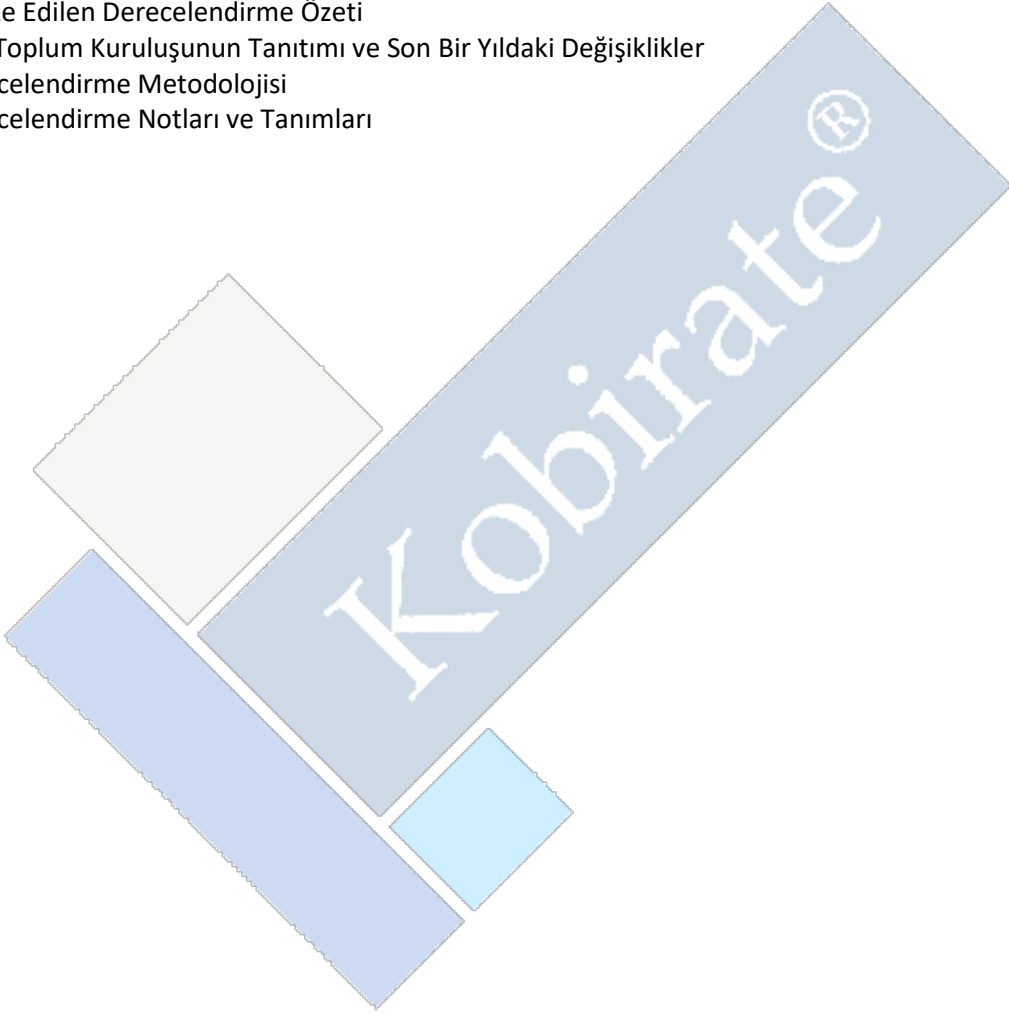 Edilen Derecelendirme Özeti
Toplum Kuruluşunun Tanıtımı ve Son Bir Yıldaki Değişiklikler
celendirme Metodolojisi
celendirme Notları ve Tanımları
Kobirate®